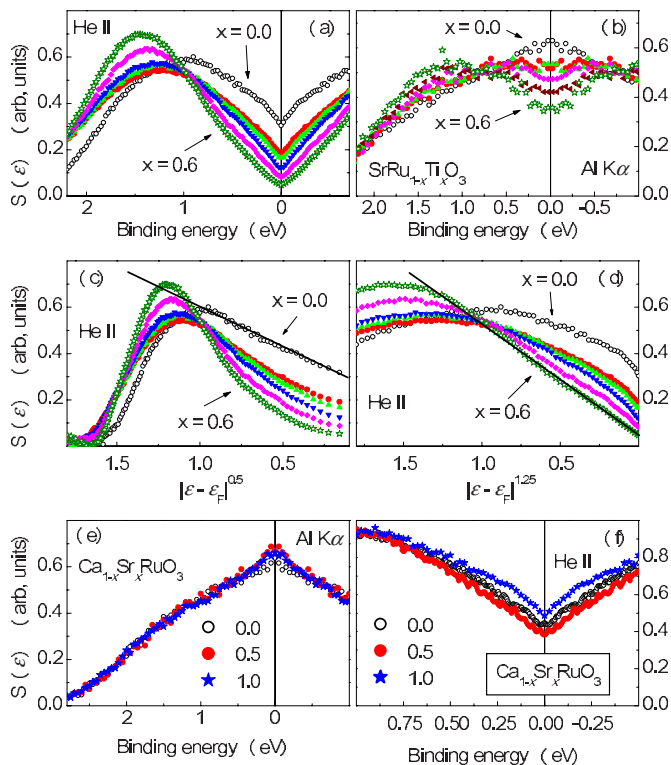 He II
(a)
x = 0.0
x = 0.6
S (ε) (arb, units)
0.0
0.2
0.4
0.6
2
1
0
Binding energy (eV)
(b)
x = 0.0
x = 0.6
SrRu1-xTixO3
Al Kα
0.0
0.2
0.4
0.6
2.0 1.5 1.0 0.5 0.0 -0.5
Binding energy (eV)
(c)
x = 0.0
He II
x = 0.6
S (ε) (arb, units)
0.2
0.4
0.6
1.5 1.0 0.5
|ε - εF|^0.5
(d)
x = 0.0
x = 0.6
He II
0.2
0.4
0.6
1.5 1.0 0.5
|ε - εF|^1.25
(e)
Al Kα
Ca1-xSrxRuO3
0.0
0.5
1.0
S (ε) (arb, units)
0.0
0.2
0.4
0.6
2 1 0
Binding energy (eV)
(f)
He II
0.0
0.5
1.0
Ca1-xSrxRuO3
0.0
0.2
0.4
0.6
0.8
0.75 0.50 0.25 0.00 -0.25
Binding energy (eV)